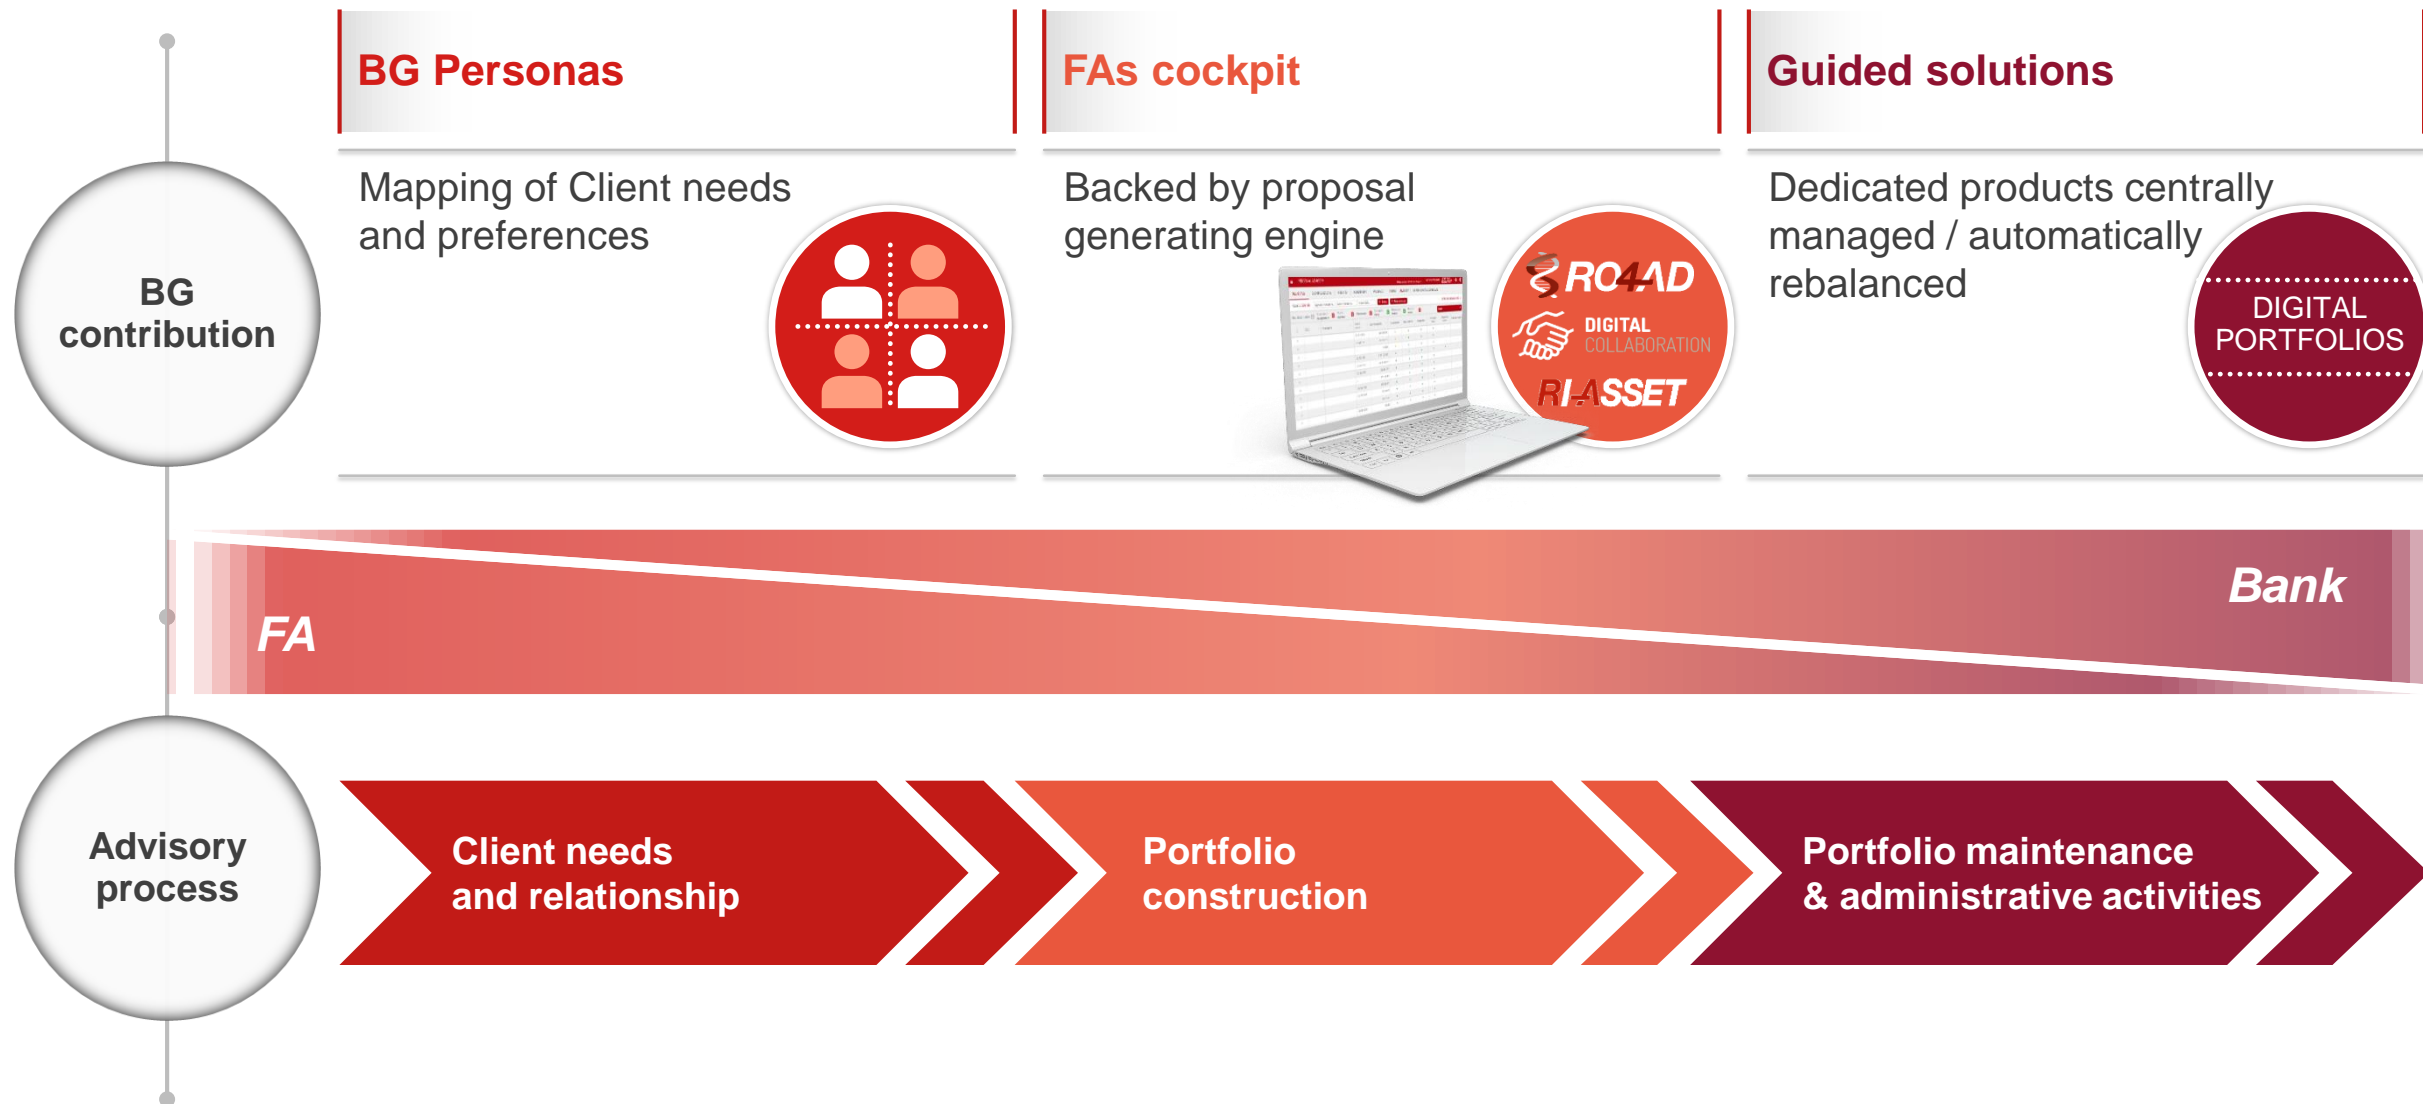 BG Personas
FAs cockpit
Guided solutions
BG
contribution
Mapping of Client needs
and preferences
Backed by proposal
generating engine
RO4AD
DIGITAL
COLLABORATION
RI-ASSET
Dedicated products centrally
managed / automatically
rebalanced
DIGITAL
PORTFOLIOS
Bank
FA
Advisory
process
Client needs
and relationship
Portfolio
construction
Portfolio maintenance
& administrative activities